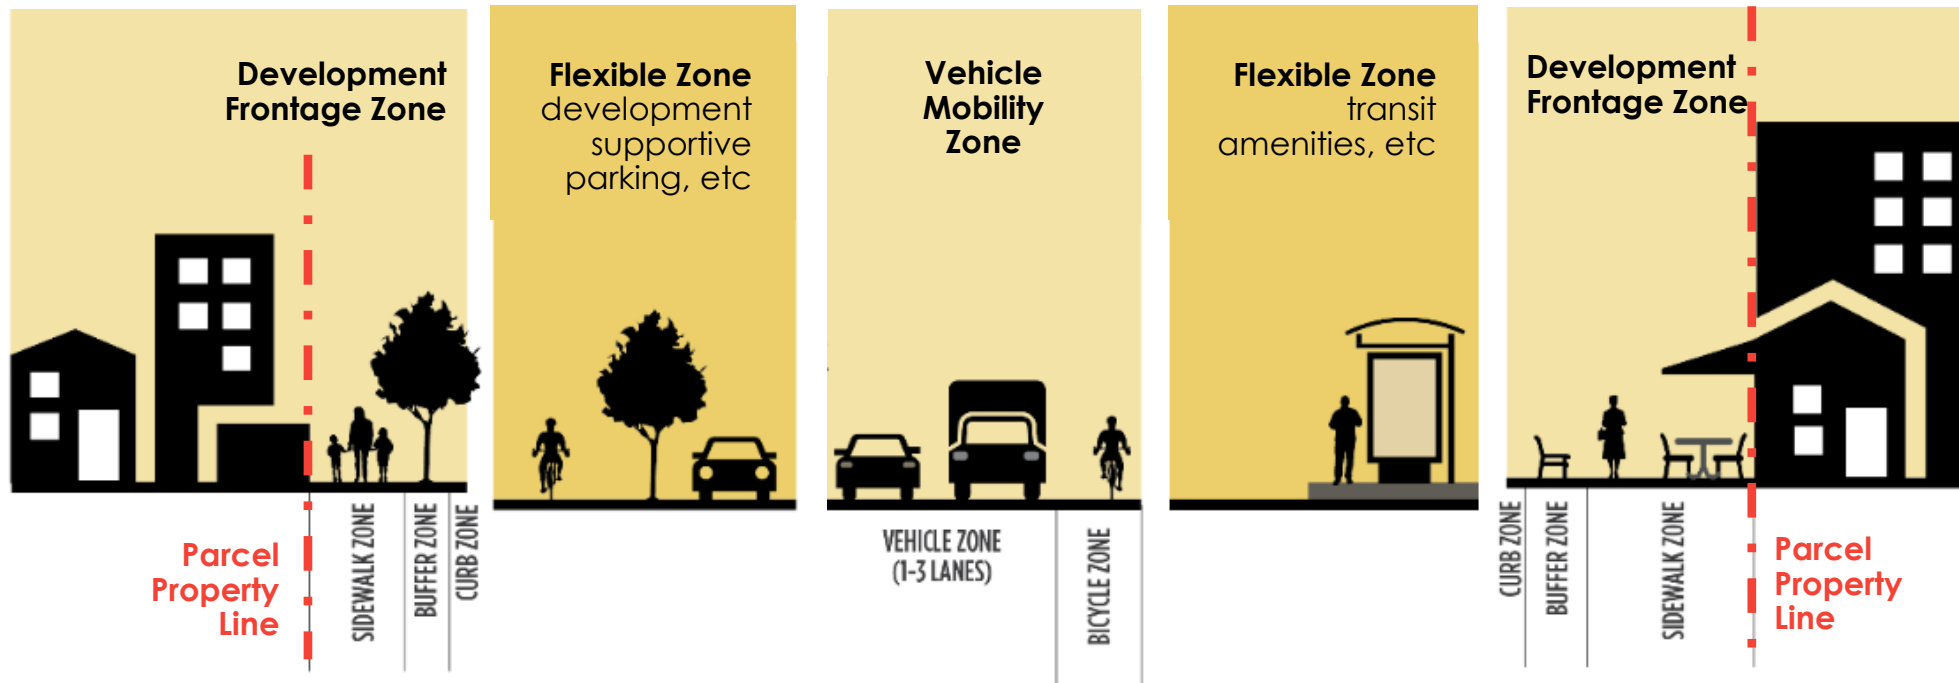 Development
Frontage Zone
Flexible Zone
development
supportive
parking, etc
Vehicle
Mobility
Zone
Flexible Zone
transit
amenities, etc
Development
Frontage Zone
Parcel
Property
Line
SIDEWALK ZONE
BUFFER ZONE
CURB ZONE
VEHICLE ZONE
(1-3 LANES)
BICYCLE ZONE
CURB ZONE
BUFFER ZONE
SIDEWALK ZONE
Parcel
Property
Line